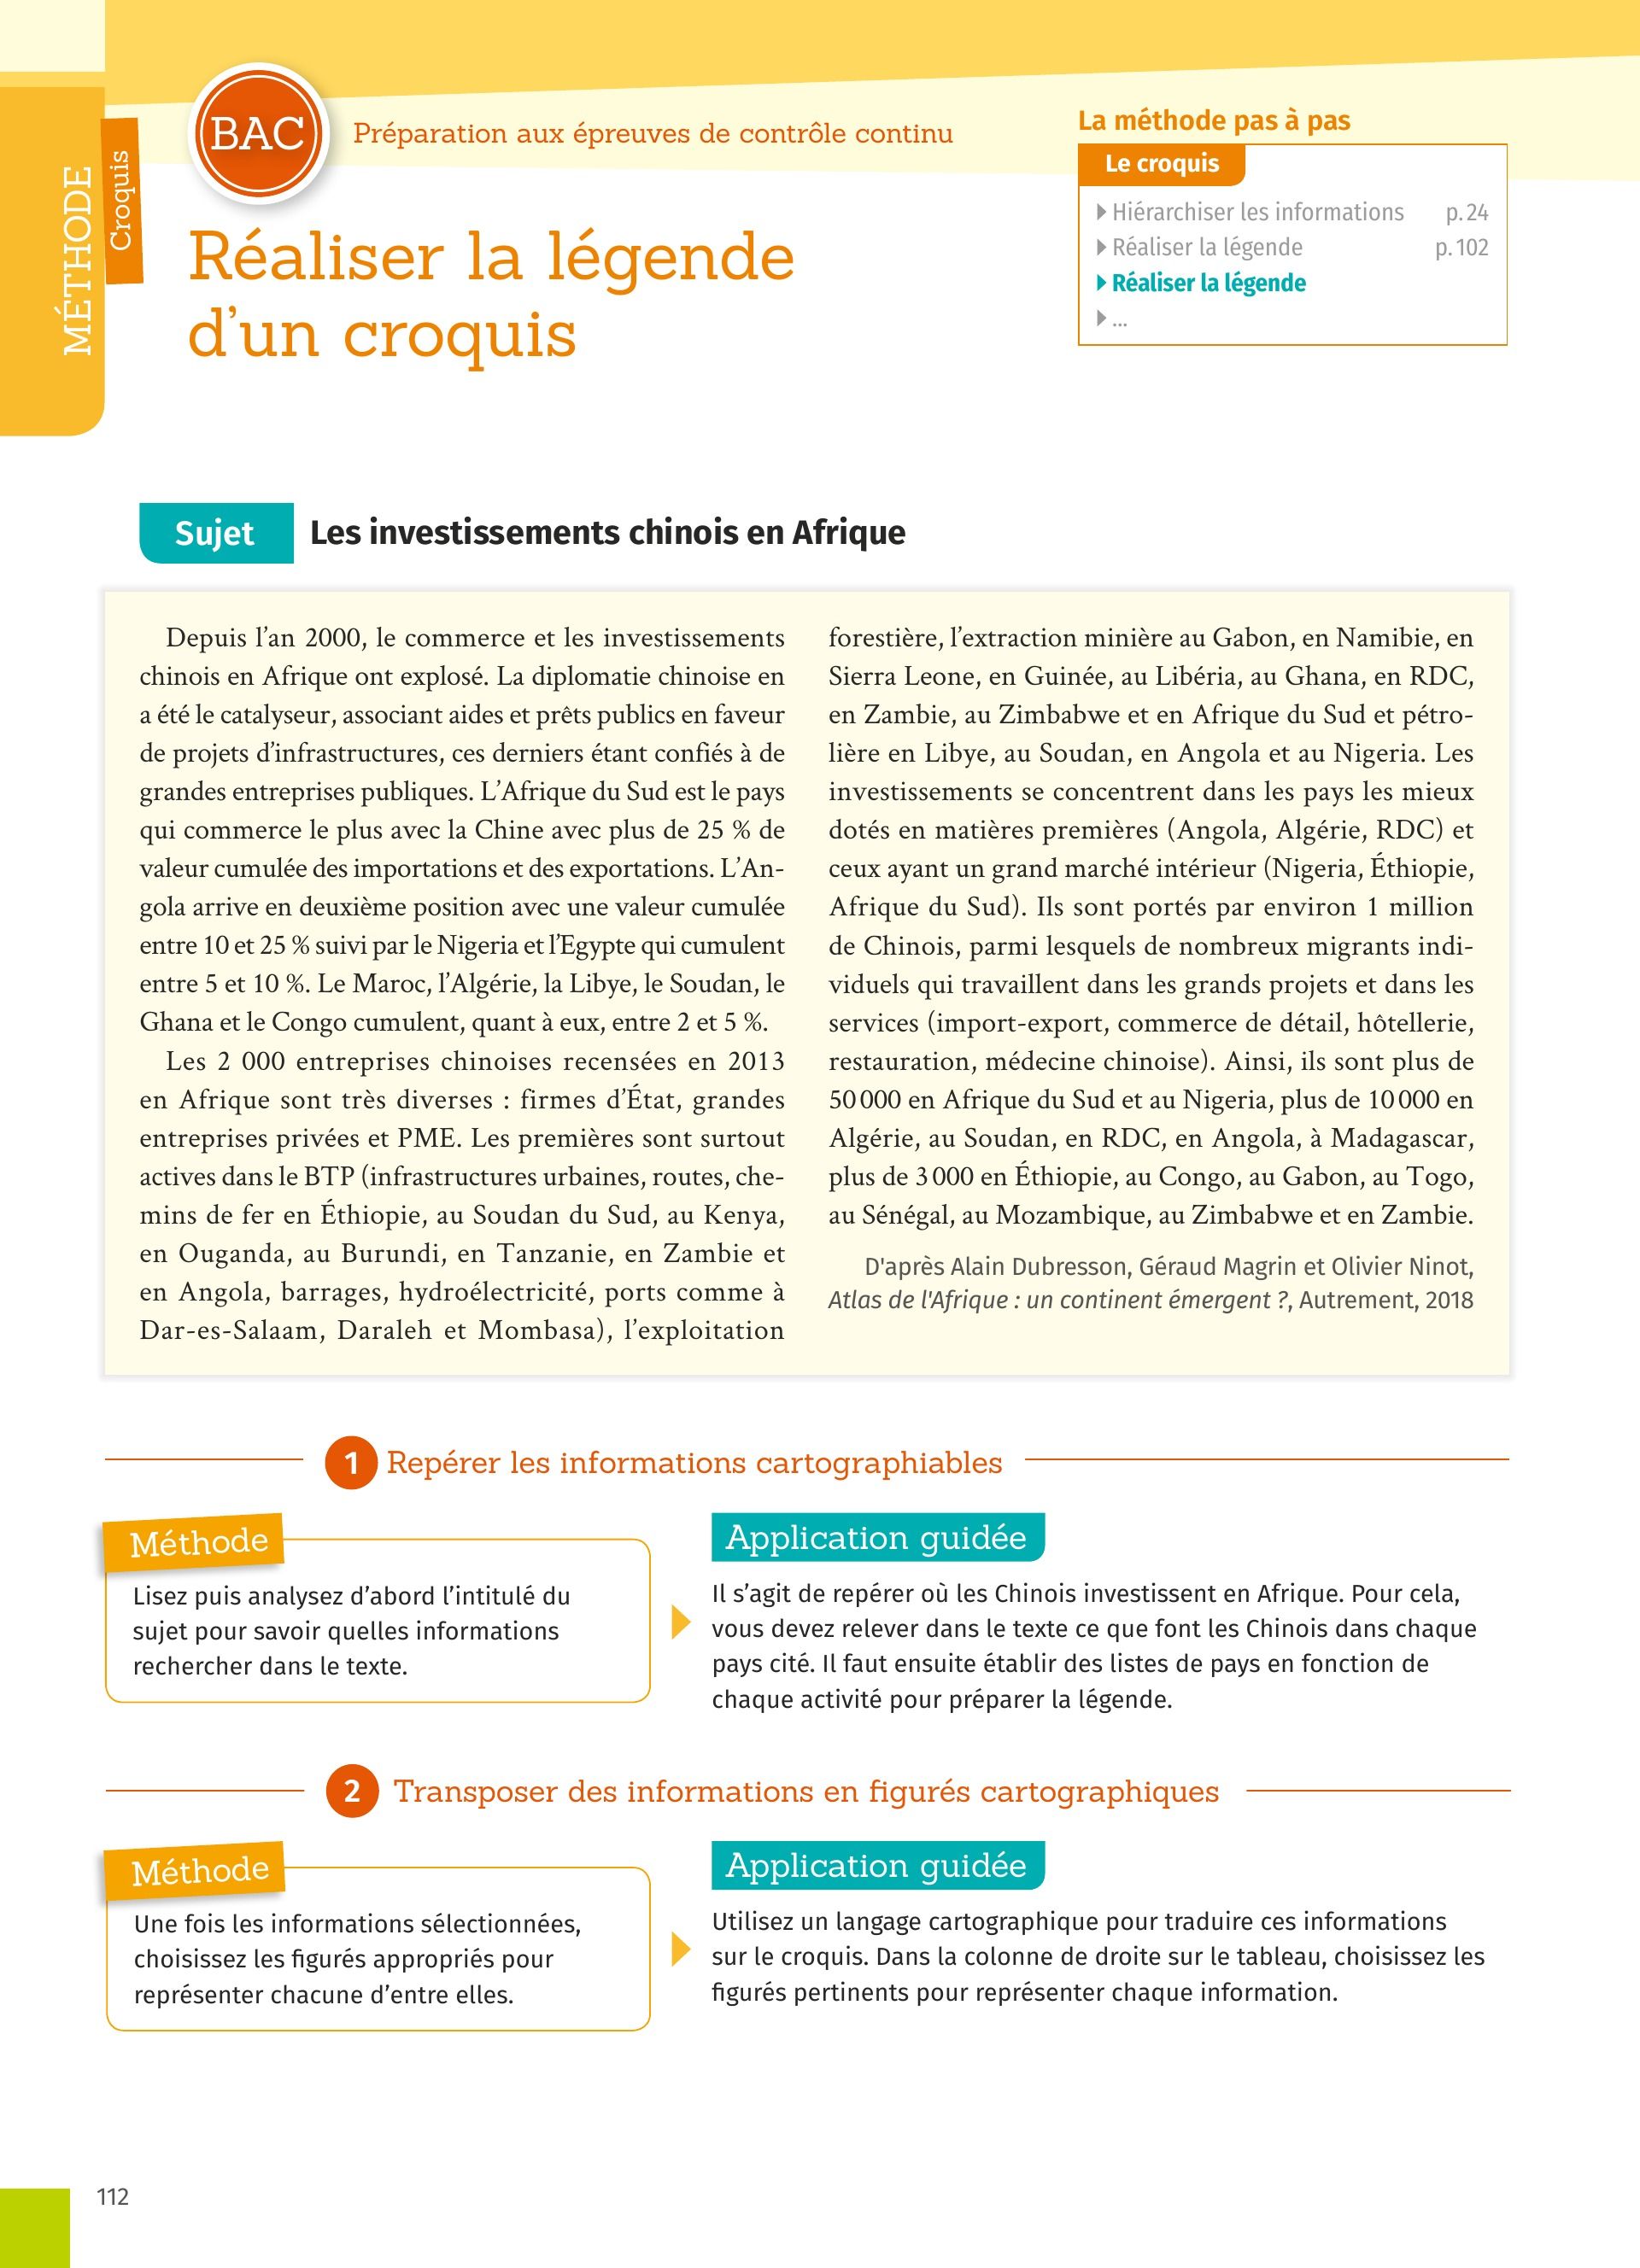 MÉTHODE
Croquis
BAC
Préparation aux épreuves de contrôle continu
Réaliser la légende
d’un croquis
La méthode pas à pas
Le croquis
Hiérarchiser les informations p. 24
Réaliser la légende p. 102
Réaliser la légende
...
Sujet
Les investissements chinois en Afrique
Depuis l’an 2000, le commerce et les investissements
chinois en Afrique ont explosé. La diplomatie chinoise en
a été le catalyseur, associant aides et prêts publics en faveur
de projets d’infrastructures, ces derniers étant confiés à de
grandes entreprises publiques. L’Afrique du Sud est le pays
qui commerce le plus avec la Chine avec plus de 25 % de
valeur cumulée des importations et des exportations. L’An-
gola arrive en deuxième position avec une valeur cumulée
entre 10 et 25 % suivi par le Nigeria et l’Egypte qui cumulent
entre 5 et 10 %. Le Maroc, l’Algérie, la Libye, le Soudan, le
Ghana et le Congo cumulent, quant à eux, entre 2 et 5 %.
Les 2 000 entreprises chinoises recensées en 2013
en Afrique sont très diverses : firmes d’État, grandes
entreprises privées et PME. Les premières sont surtout
actives dans le BTP (infrastructures urbaines, routes, che-
mins de fer en Éthiopie, au Soudan du Sud, au Kenya,
en Ouganda, au Burundi, en Tanzanie, en Zambie et
en Angola, barrages, hydroélectricité, ports comme à
Dar-es-Salaam, Daraleh et Mombasa), l’exploitation
forestière, l’extraction minière au Gabon, en Namibie, en
Sierra Leone, en Guinée, au Libéria, au Ghana, en RDC,
en Zambie, au Zimbabwe et en Afrique du Sud et pétro-
lière en Libye, au Soudan, en Angola et au Nigeria. Les
investissements se concentrent dans les pays les mieux
dotés en matières premières (Angola, Algérie, RDC) et
ceux ayant un grand marché intérieur (Nigeria, Éthiopie,
Afrique du Sud). Ils sont portés par environ 1 million
de Chinois, parmi lesquels de nombreux migrants indi-
viduels qui travaillent dans les grands projets et dans les
services (import-export, commerce de détail, hôtellerie,
restauration, médecine chinoise). Ainsi, ils sont plus de
50 000 en Afrique du Sud et au Nigeria, plus de 10 000 en
Algérie, au Soudan, en RDC, en Angola, à Madagascar,
plus de 3 000 en Éthiopie, au Congo, au Gabon, au Togo,
au Sénégal, au Mozambique, au Zimbabwe et en Zambie.
D'après Alain Dubresson, Géraud Magrin et Olivier Ninot,
Atlas de l'Afrique : un continent émergent ?, Autrement, 2018
1 Repérer les informations cartographiables
Méthode
Lisez puis analysez d’abord l’intitulé du
sujet pour savoir quelles informations
rechercher dans le texte.
Application guidée
Il s’agit de repérer où les Chinois investissent en Afrique. Pour cela,
vous devez relever dans le texte ce que font les Chinois dans chaque
pays cité. Il faut ensuite établir des listes de pays en fonction de
chaque activité pour préparer la légende.
2 Transposer des informations en figurés cartographiques
Méthode
Une fois les informations sélectionnées,
choisissez les figurés appropriés pour
représenter chacune d’entre elles.
Application guidée
Utilisez un langage cartographique pour traduire ces informations
sur le croquis. Dans la colonne de droite sur le tableau, choisissez les
figurés pertinents pour représenter chaque information.
112